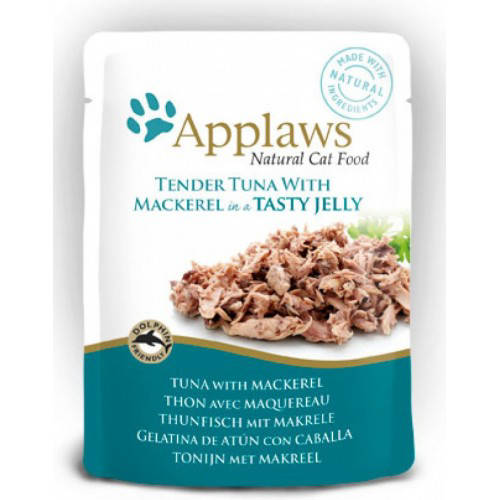 MADE WITH
NATURAL
INGREDIENTS
Applaws
Natural Cat Food
TENDER TUNA WITH
MACKEREL in a TASTY JELLY
DOLPHIN
FRIENDLY
TUNA WITH MACKEREL
THON AVEC MAQUEREAU
THUNFISCH MIT MAKRELE
GELATINA DE ATÚN CON CABALLA
TONIJN MET MAKREEL